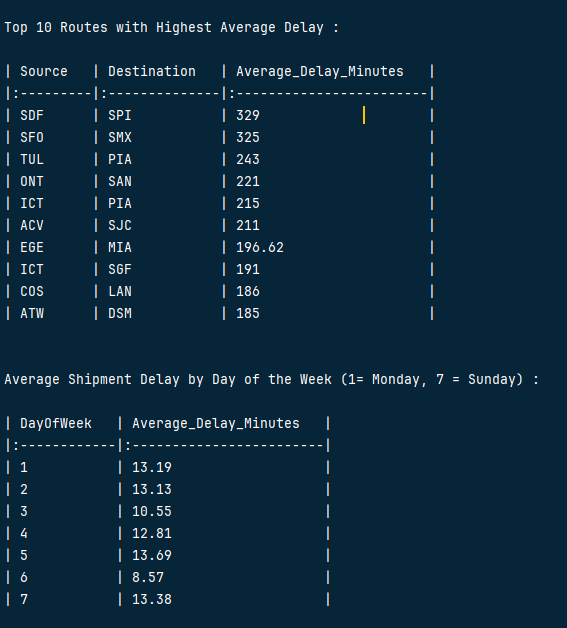 Top 10 Routes with Highest Average Delay :
| Source   | Destination   | Average_Delay_Minutes   |
|:---------|:--------------|:------------------------|
| SDF      | SPI           | 329                     |
| SFO      | SMX           | 325                     |
| TUL      | PIA           | 243                     |
| ONT      | SAN           | 221                     |
| ICT      | PIA           | 215                     |
| ACV      | SJC           | 211                     |
| EGE      | MIA           | 196.62                  |
| ICT      | SGF           | 191                     |
| COS      | LAN           | 186                     |
| ATW      | DSM           | 185                     |
Average Shipment Delay by Day of the Week (1= Monday, 7 = Sunday) :
| DayOfWeek   | Average_Delay_Minutes   |
|:------------|:------------------------|
| 1           | 13.19                   |
| 2           | 13.13                   |
| 3           | 10.55                   |
| 4           | 12.81                   |
| 5           | 13.69                   |
| 6           | 8.57                    |
| 7           | 13.38                   |